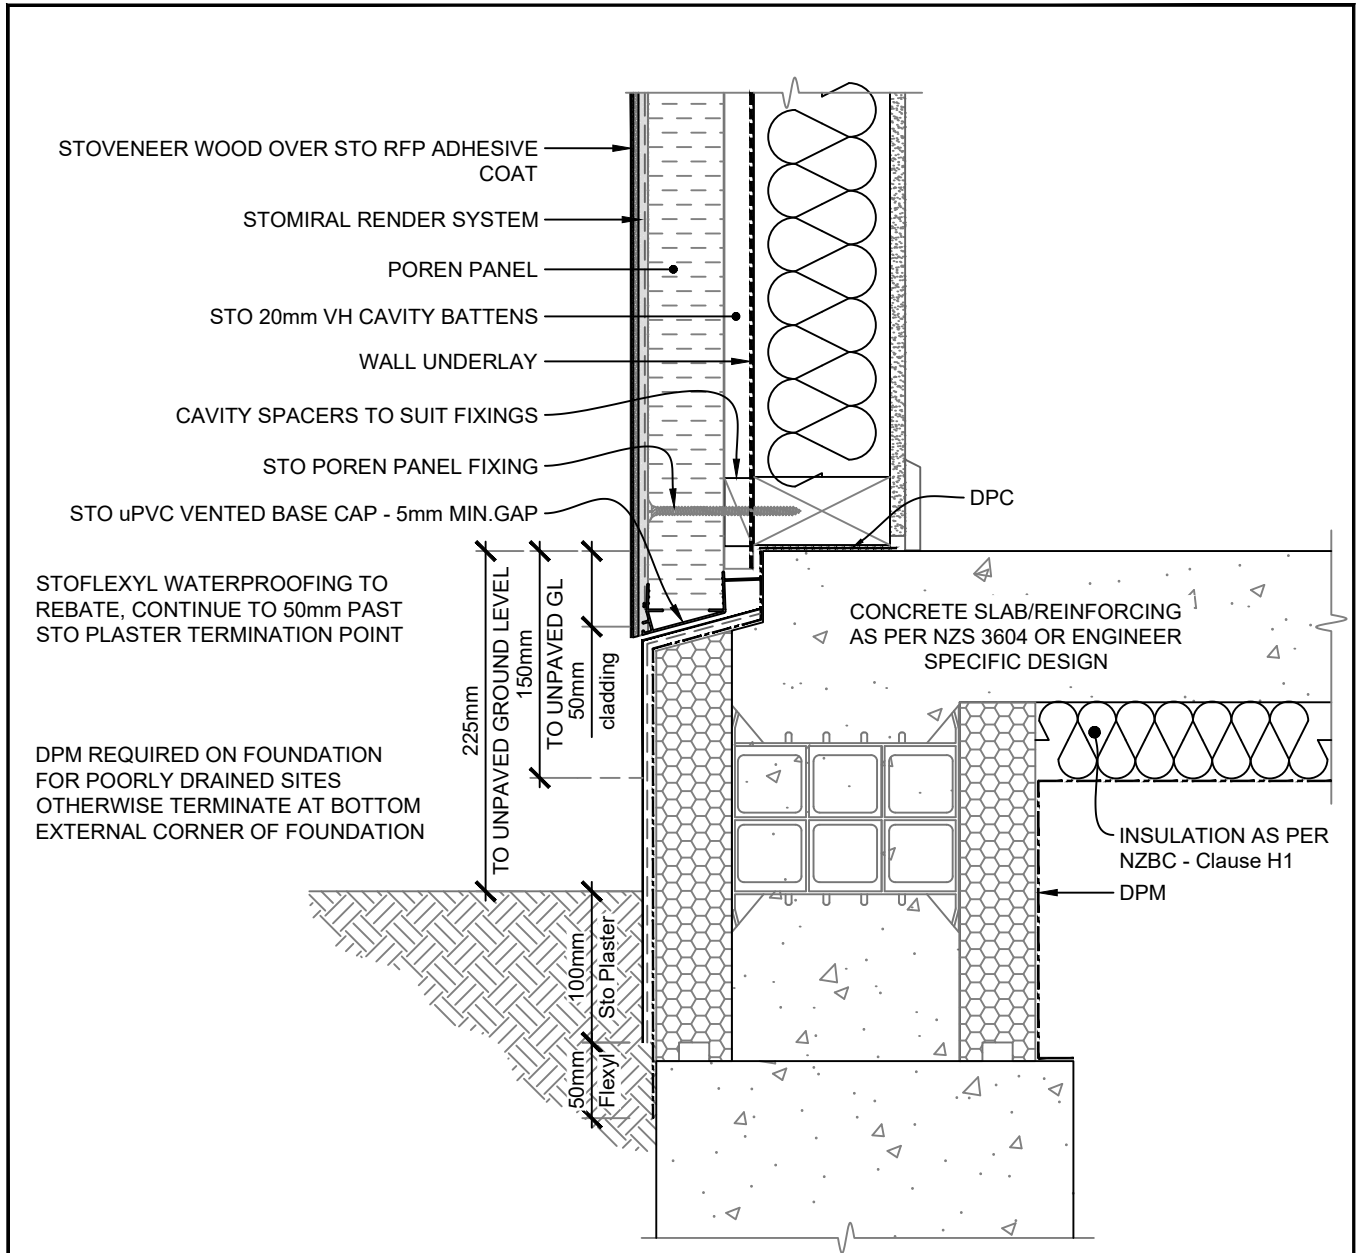 STOVENEER WOOD OVER STO RFP ADHESIVE
COAT
STOMIRAL RENDER SYSTEM
POREN PANEL
STO 20mm VH CAVITY BATTENS
WALL UNDERLAY
CAVITY SPACERS TO SUIT FIXINGS
STO POREN PANEL FIXING
STO uPVC VENTED BASE CAP - 5mm MIN.GAP
DPC
STOFLEXYL WATERPROOFING TO
REBATE, CONTINUE TO 50mm PAST
STO PLASTER TERMINATION POINT
DPM REQUIRED ON FOUNDATION
FOR POORLY DRAINED SITES
OTHERWISE TERMINATE AT BOTTOM
EXTERNAL CORNER OF FOUNDATION
225mm
TO UNPAVED GROUND LEVEL
150mm
TO UNPAVED GL
50mm
cladding
CONCRETE SLAB/REINFORCING
AS PER NZS 3604 OR ENGINEER
SPECIFIC DESIGN
INSULATION AS PER
NZBC - Clause H1
DPM
100mm
Sto Plaster
50mm
Flexyl